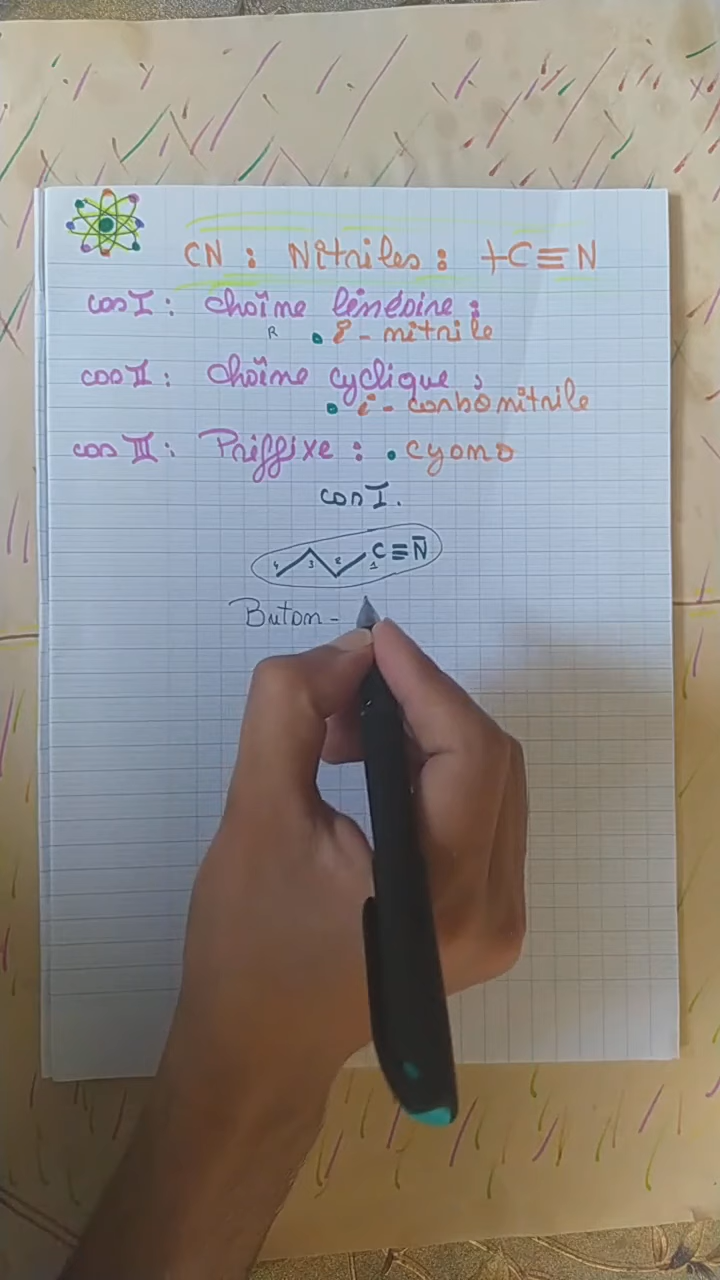 CN : Nitriles : +C≡N
cas I : chaîne linéaire :
R • i - nitrile
cas II : chaîne cyclique :
• i - carbonitrile
cas III : Préffixe : • cyano
cas I.
4 3 2 1 C≡N
Butan -